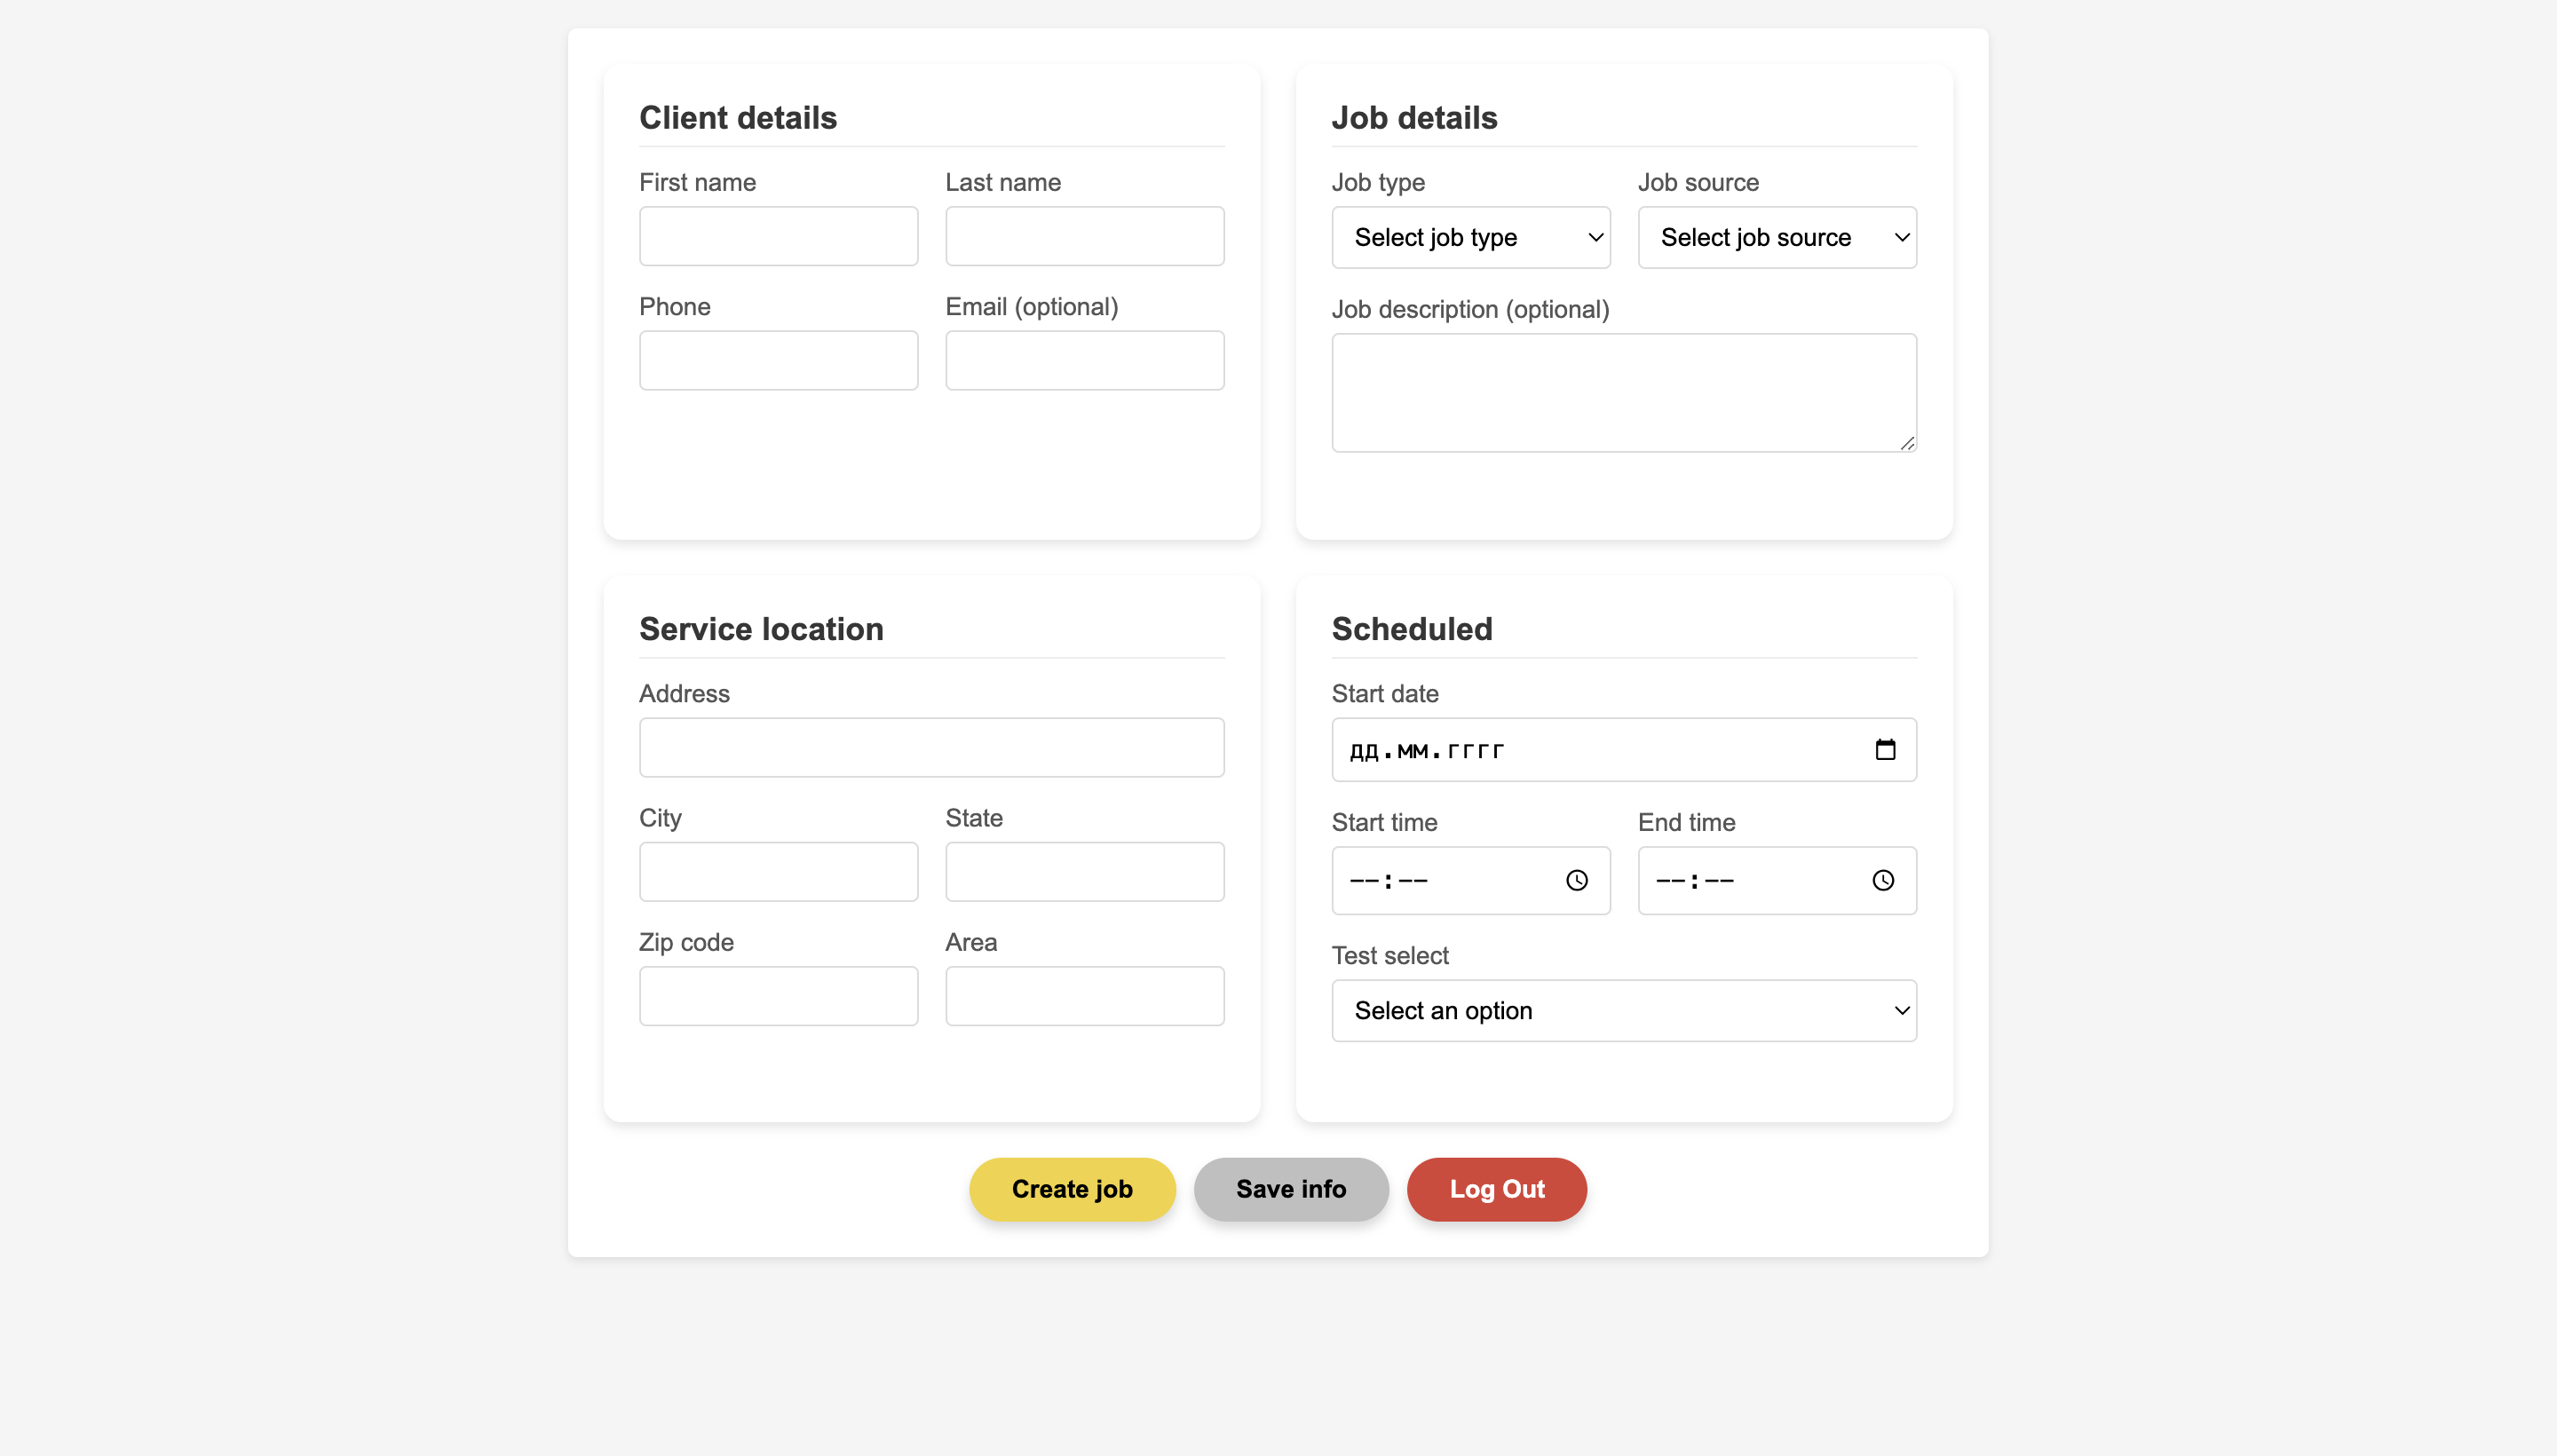 Client details
First name
Last name
Phone
Email (optional)
Job details
Job type
Job source
Select job type
Select job source
Job description (optional)
Service location
Address
City
State
Zip code
Area
Scheduled
Start date
дд.мм.гггг
Start time
End time
--:--
--:--
Test select
Select an option
Create job
Save info
Log Out